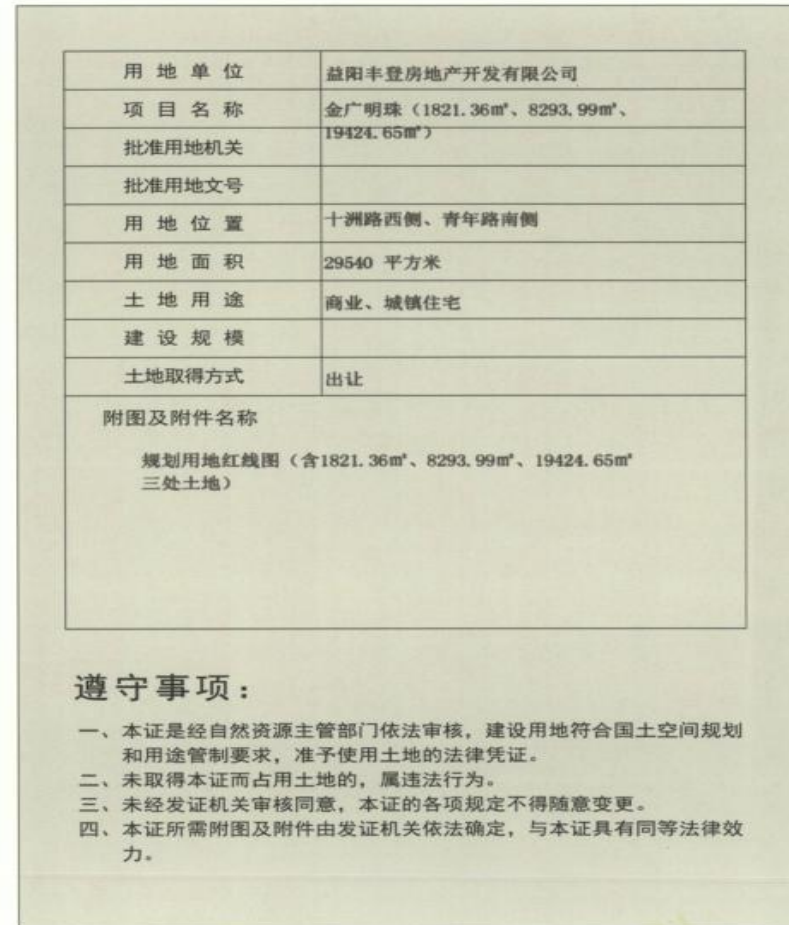 用地单位 益阳丰登房地产开发有限公司
项目名称 金广明珠（1821.36㎡、8293.99㎡、
19424.65㎡）
批准用地机关
批准用地文号
用地位置 十洲路西侧、青年路南侧
用地面积 29540 平方米
土地用途 商业、城镇住宅
建设规模
土地取得方式 出让
附图及附件名称
规划用地红线图（含1821.36㎡、8293.99㎡、19424.65㎡
三处土地）
遵守事项：
一、本证是经自然资源主管部门依法审核，建设用地符合国土空间规划
和用途管制要求，准予使用土地的法律凭证。
二、未取得本证而占用土地的，属违法行为。
三、未经发证机关审核同意，本证的各项规定不得随意变更。
四、本证所需附图及附件由发证机关依法确定，与本证具有同等法律效
力。